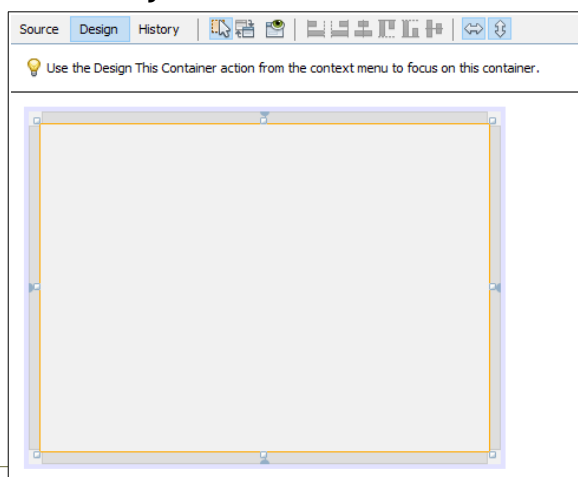 Source Design History
Use the Design This Container action from the context menu to focus on this container.